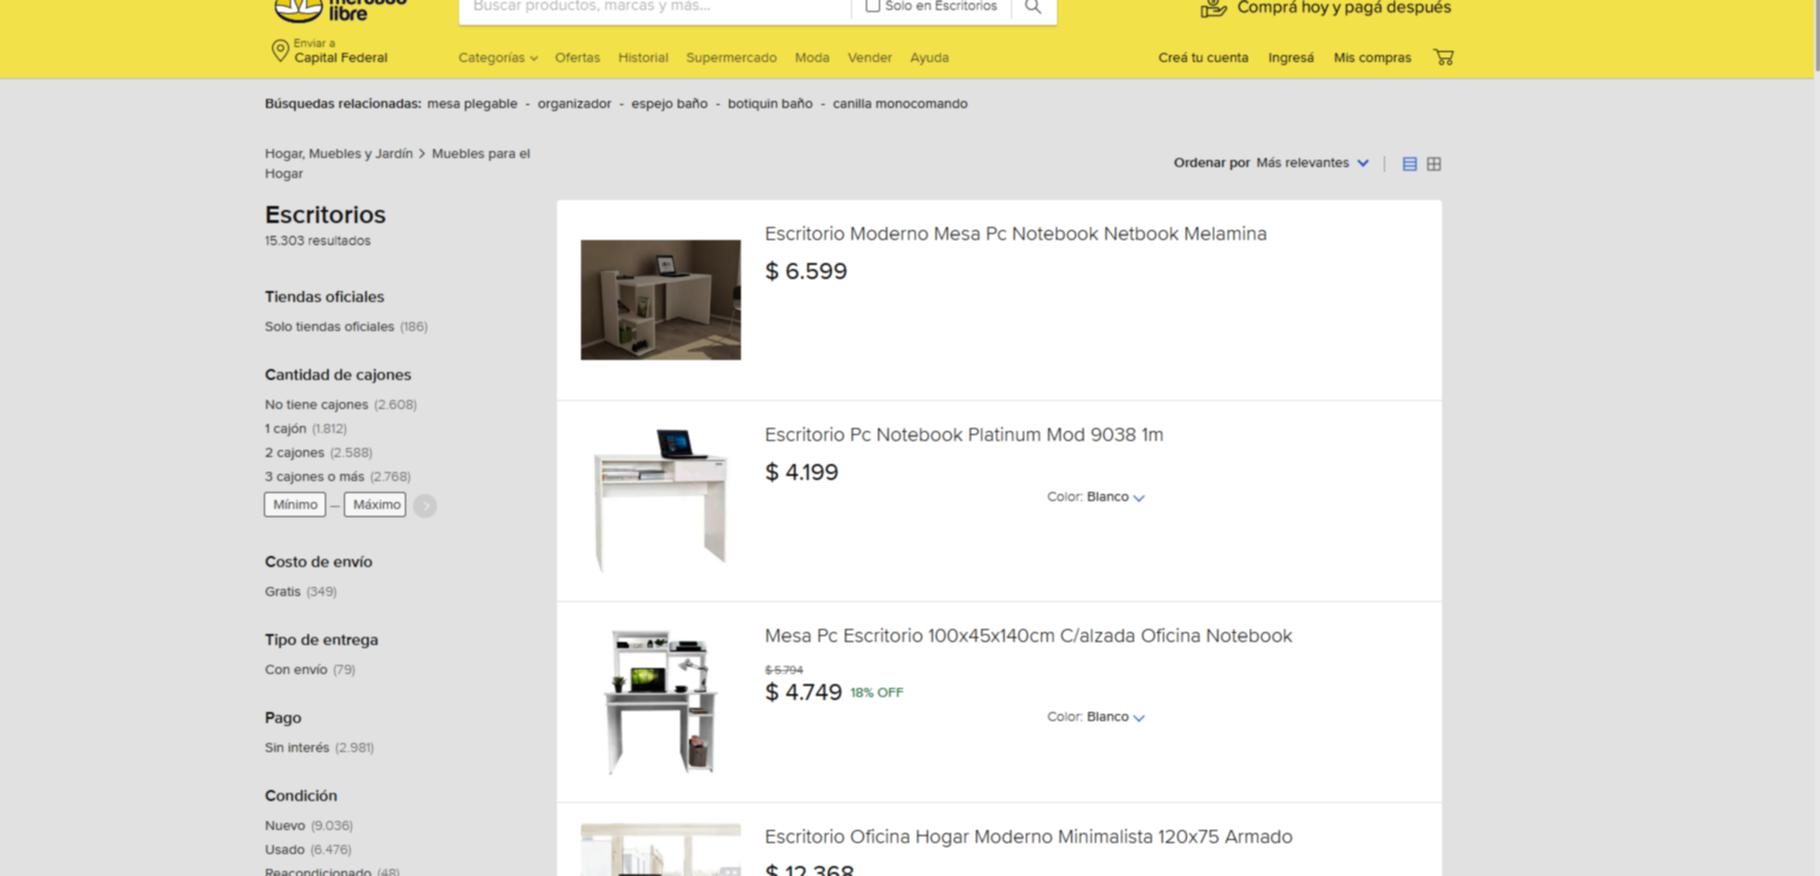 mercado
libre
Buscar productos, marcas y más...
Solo en Escritorios
Comprá hoy y pagá después
Enviar a
Capital Federal
Categorías
Ofertas
Historial
Supermercado
Moda
Vender
Ayuda
Creá tu cuenta
Ingresá
Mis compras
Búsquedas relacionadas: mesa plegable - organizador - espejo baño - botiquin baño - canilla monocomando
Hogar, Muebles y Jardín > Muebles para el
Hogar
Ordenar por Más relevantes
Escritorios
15.303 resultados
Tiendas oficiales
Solo tiendas oficiales (186)
Cantidad de cajones
No tiene cajones (2.608)
1 cajón (1.812)
2 cajones (2.588)
3 cajones o más (2.768)
Mínimo – Máximo
Costo de envío
Gratis (349)
Tipo de entrega
Con envío (79)
Pago
Sin interés (2.981)
Condición
Nuevo (9.036)
Usado (6.476)
Reacondicionado (48)
Escritorio Moderno Mesa Pc Notebook Netbook Melamina
$ 6.599
Escritorio Pc Notebook Platinum Mod 9038 1m
$ 4.199
Color: Blanco
Mesa Pc Escritorio 100x45x140cm C/alzada Oficina Notebook
$ 5.794
$ 4.749 18% OFF
Color: Blanco
Escritorio Oficina Hogar Moderno Minimalista 120x75 Armado
$ 12.368